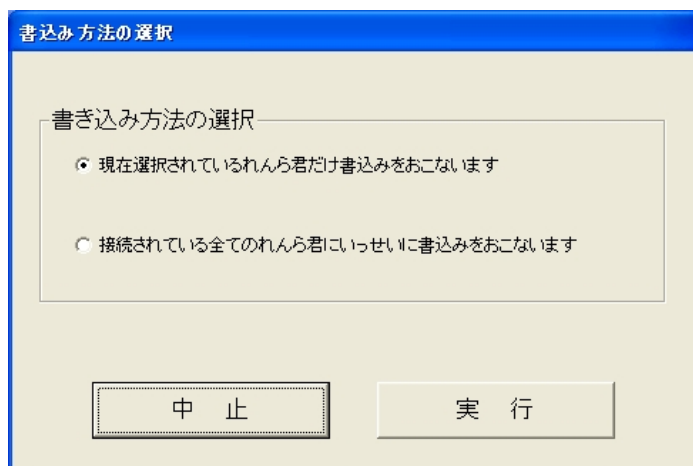 書込み方法の選択
書き込み方法の選択
現在選択されているれんら君だけ書込みをおこないます
接続されている全てのれんら君にいっせいに書込みをおこないます
中　止
実　行